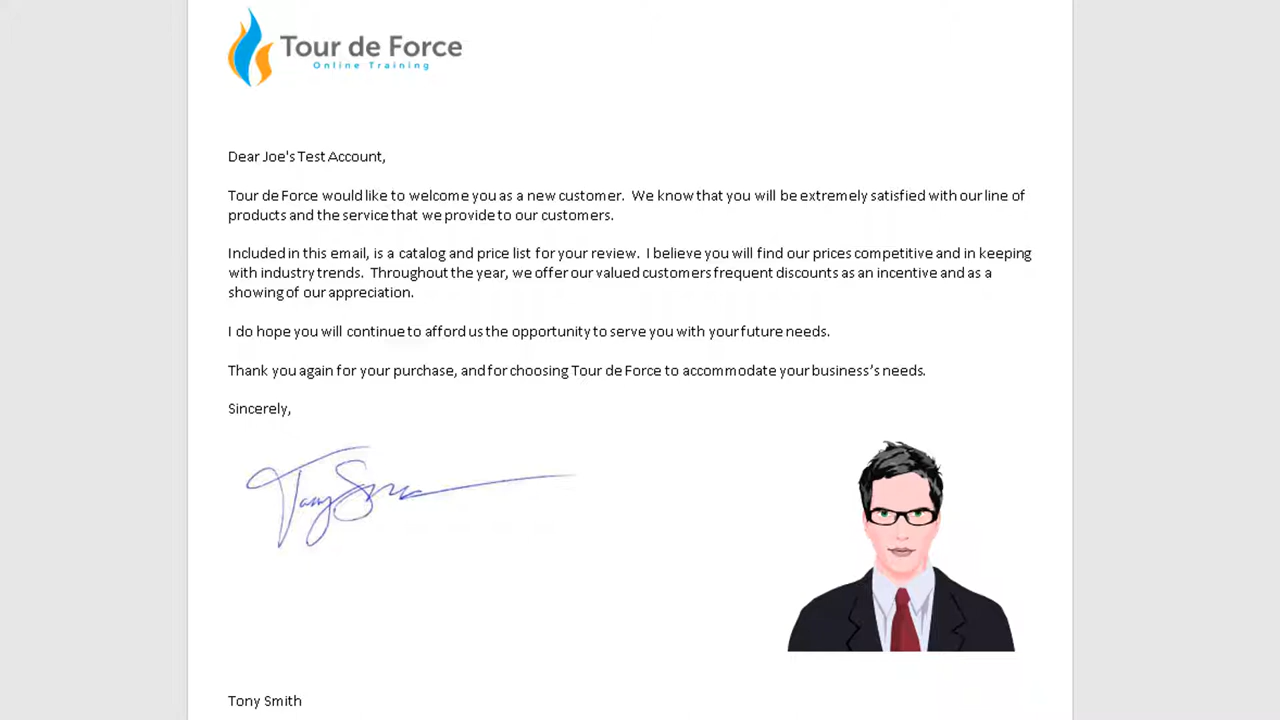 Tour de Force
Online Training
Dear Joe's Test Account,
Tour de Force would like to welcome you as a new customer.  We know that you will be extremely satisfied with our line of
products and the service that we provide to our customers.
Included in this email, is a catalog and price list for your review.  I believe you will find our prices competitive and in keeping
with industry trends.  Throughout the year, we offer our valued customers frequent discounts as an incentive and as a
showing of our appreciation.
I do hope you will continue to afford us the opportunity to serve you with your future needs.
Thank you again for your purchase, and for choosing Tour de Force to accommodate your business’s needs.
Sincerely,
Tony Smith